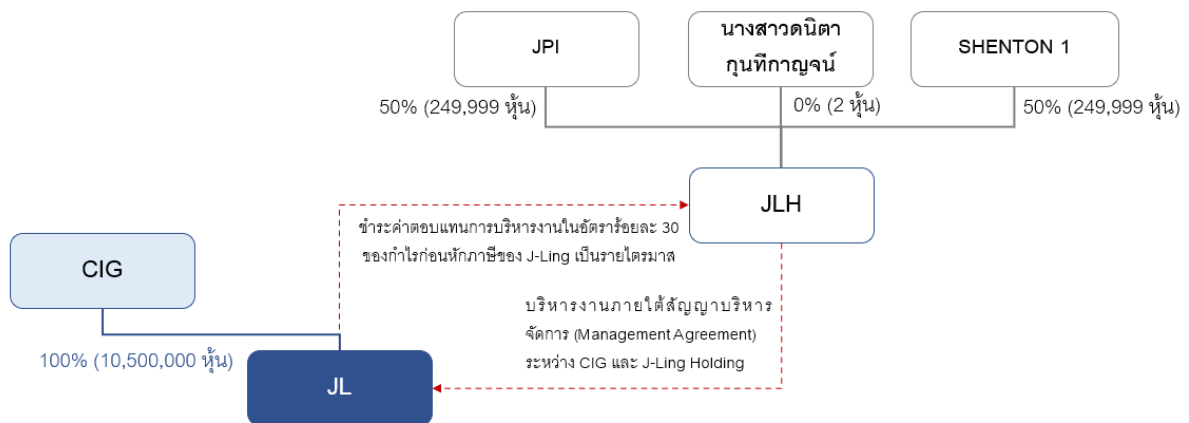 JPI
นางสาวดนิตา
กุนทีกาญจน์
SHENTON 1
50% (249,999 หุ้น)
0% (2 หุ้น)
50% (249,999 หุ้น)
JLH
ชำระค่าตอบแทนการบริหารงานในอัตราร้อยละ 30
ของกำไรก่อนหักภาษีของ J-Ling เป็นรายไตรมาส
CIG
บริหารงานภายใต้สัญญาบริหาร
จัดการ (Management Agreement)
ระหว่าง CIG และ J-Ling Holding
100% (10,500,000 หุ้น)
JL